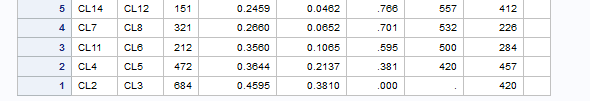 5 CL14 CL12 151 0.2459 0.0462 .766 557 412
4 CL7 CL8 321 0.2660 0.0652 .701 532 226
3 CL11 CL6 212 0.3560 0.1065 .595 500 284
2 CL4 CL5 472 0.3644 0.2137 .381 420 457
1 CL2 CL3 684 0.4595 0.3810 .000 . 420